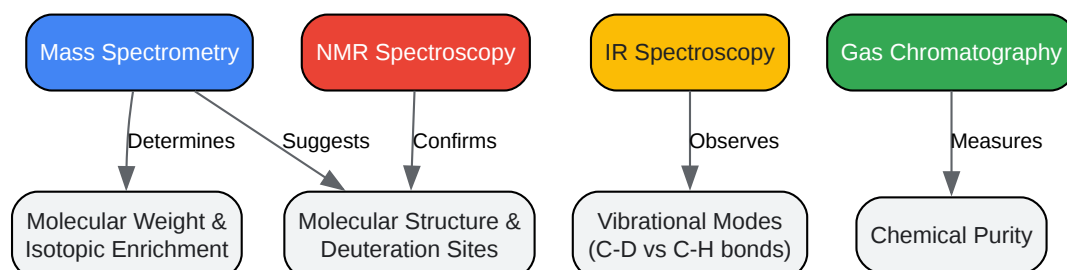 Mass Spectrometry
NMR Spectroscopy
IR Spectroscopy
Gas Chromatography
Determines
Suggests
Confirms
Observes
Measures
Molecular Weight &
Isotopic Enrichment
Molecular Structure &
Deuteration Sites
Vibrational Modes
(C-D vs C-H bonds)
Chemical Purity